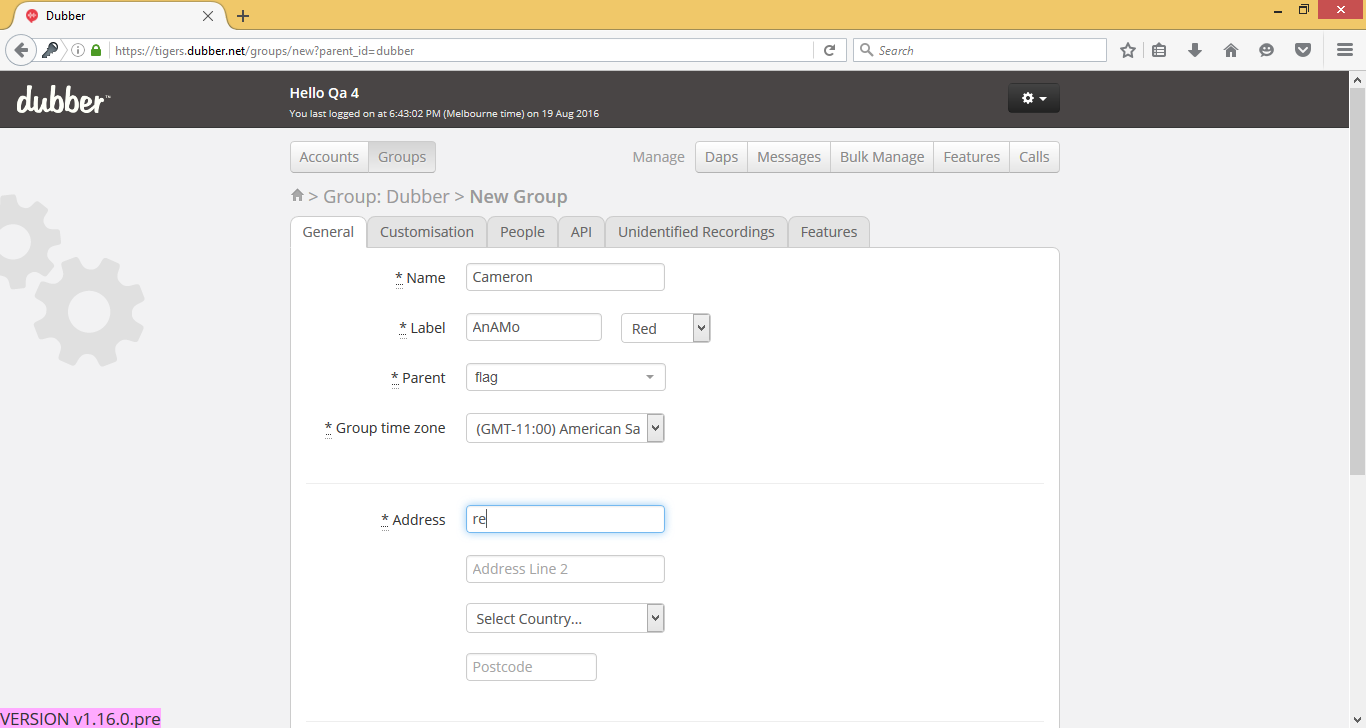 Dubber
https://tigers.dubber.net/groups/new?parent_id=dubber
Search
dubber™
Hello Qa 4
You last logged on at 6:43:02 PM (Melbourne time) on 19 Aug 2016
Accounts Groups Manage Daps Messages Bulk Manage Features Calls
> Group: Dubber > New Group
General Customisation People API Unidentified Recordings Features
* Name Cameron
* Label AnAMo Red
* Parent flag
* Group time zone (GMT-11:00) American Sa
* Address re
Address Line 2
Select Country...
Postcode
VERSION v1.16.0.pre